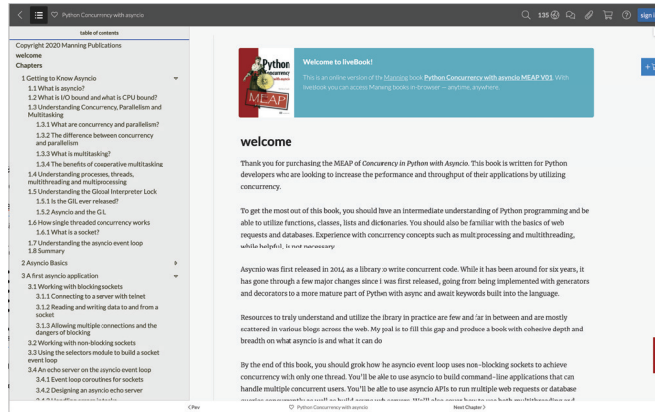 Python Concurrency with asyncio
135
sign i
table of contents
Copyright 2020 Manning Publications
welcome
Chapters
1 Getting to Know Asyncio
1.1 What is asyncio?
1.2 What is I/O bound and what is CPU bound?
1.3 Understanding Concurrency, Parallelism and
Multitasking
1.3.1 What are concurrency and parallelism?
1.3.2 The difference between concurrency
and parallelism
1.3.3 What is multitasking?
1.3.4 The benefits of cooperative multitasking
1.4 Understanding processes, threads,
multithreading and multiprocessing
1.5 Understanding the Gloal Interpreter Lock
1.5.1 Is the GIL ever released?
1.5.2 Asyncio and the GIL
1.6 How single threaded concurrency works
1.6.1 What is a socket?
1.7 Understanding the asyncio event loop
1.8 Summary
2 Asyncio Basics
3 A first asyncio application
3.1 Working with blocking sockets
3.1.1 Connecting to a server with telnet
3.1.2 Reading and writing data to and from a
socket
3.1.3 Allowing multiple connections and the
dangers of blocking
3.2 Working with non-blocking sockets
3.3 Using the selectors module to build a socket
event loop
3.4 An echo server on the asyncio event loop
3.4.1 Event loop coroutines for sockets
3.4.2 Designing an asyncio echo server
Python
MEAP
Welcome to liveBook!
This is an online version of the Manning book Python Concurrency with asyncio MEAP V01. With
liveBook you can access Manning books in-browser — anytime, anywhere.
welcome
Thank you for purchasing the MEAP of Concurency in Python with Asyncio. This book is written for Python
developers who are looking to increase the peformance and throughput of their applications by utilizing
concurrency.
To get the most out of this book, you should have an intermediate understanding of Python programming and be
able to utilize functions, classes, lists and dictionaries. You should also be familiar with the basics of web
requests and databases. Experience with concurrency concepts such as multprocessing and multithreading,
while helpful, is not necessary.
Asycnio was first released in 2014 as a library to write concurrent code. While it has been around for six years, it
has gone through a few major changes since i was first released, going from being implemented with generators
and decorators to a more mature part of Python with async and await keywords built into the language.
Resources to truly understand and utilize the library in practice are few and far in between and are mostly
scattered in various blogs across the web. My goal is to fill this gap and produce a book with cohesive depth and
breadth on what asyncio is and what it can do
By the end of this book, you should grok how he asyncio event loop uses non-blocking sockets to achieve
concurrency with only one thread. You'll be able to use asyncio to build command-line applications that can
handle multiple concurrent users. You'll be able to use asyncio APIs to run multiple web requests or database
Python Concurrency with asyncio
Next Chapter